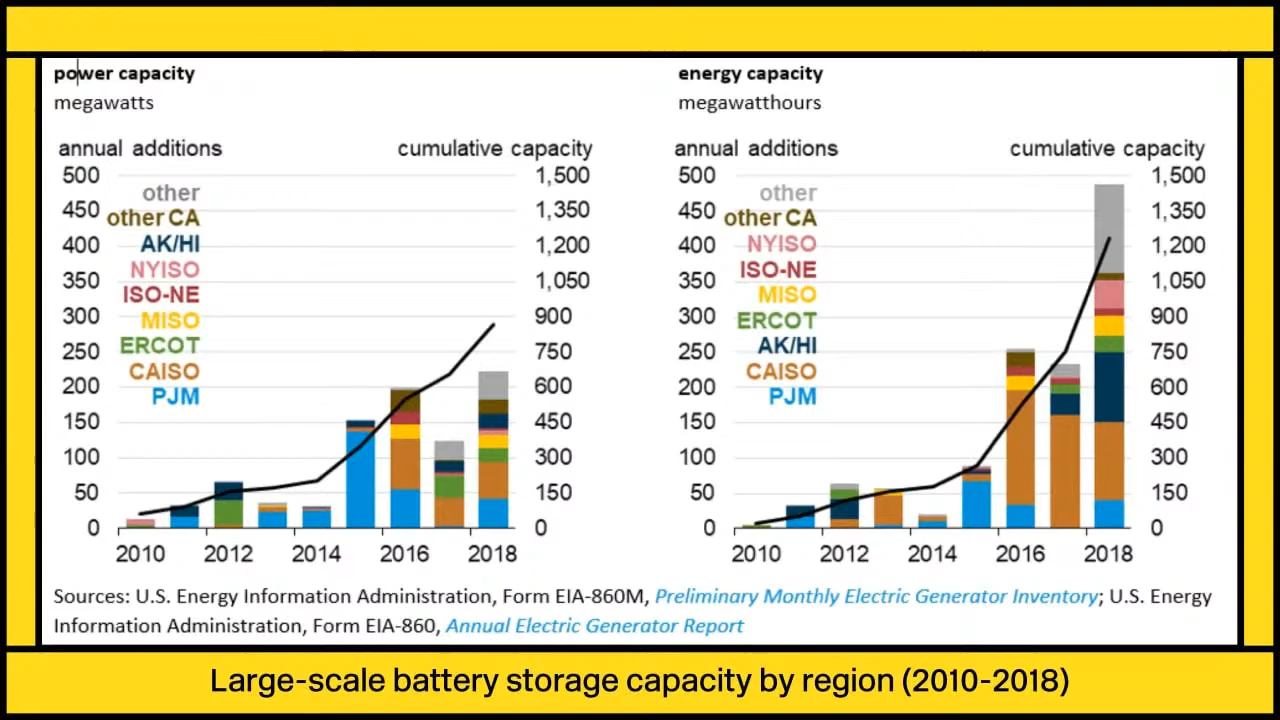 power capacity
megawatts
annual additions
cumulative capacity
500
450
400
350
300
250
200
150
100
50
0
other
other CA
AK/HI
NYISO
ISO-NE
MISO
ERCOT
CAISO
PJM
1,500
1,350
1,200
1,050
900
750
600
450
300
150
0
2010
2012
2014
2016
2018
energy capacity
megawatthours
annual additions
cumulative capacity
500
450
400
350
300
250
200
150
100
50
0
other
other CA
NYISO
ISO-NE
MISO
ERCOT
AK/HI
CAISO
PJM
1,500
1,350
1,200
1,050
900
750
600
450
300
150
0
2010
2012
2014
2016
2018
Sources: U.S. Energy Information Administration, Form EIA-860M, Preliminary Monthly Electric Generator Inventory; U.S. Energy
Information Administration, Form EIA-860, Annual Electric Generator Report
Large-scale battery storage capacity by region (2010-2018)